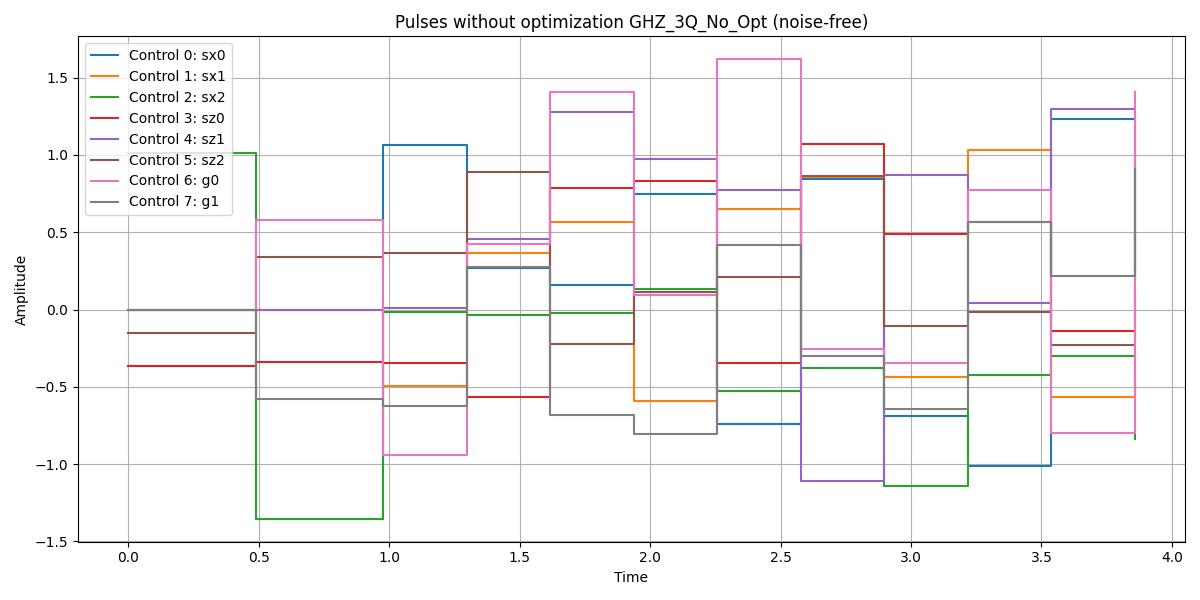 Pulses without optimization GHZ_3Q_No_Opt (noise-free)
Control 0: sx0
Control 1: sx1
Control 2: sx2
Control 3: sz0
Control 4: sz1
Control 5: sz2
Control 6: g0
Control 7: g1
1.5
1.0
0.5
0.0
−0.5
−1.0
−1.5
Amplitude
0.0 0.5 1.0 1.5 2.0 2.5 3.0 3.5 4.0
Time